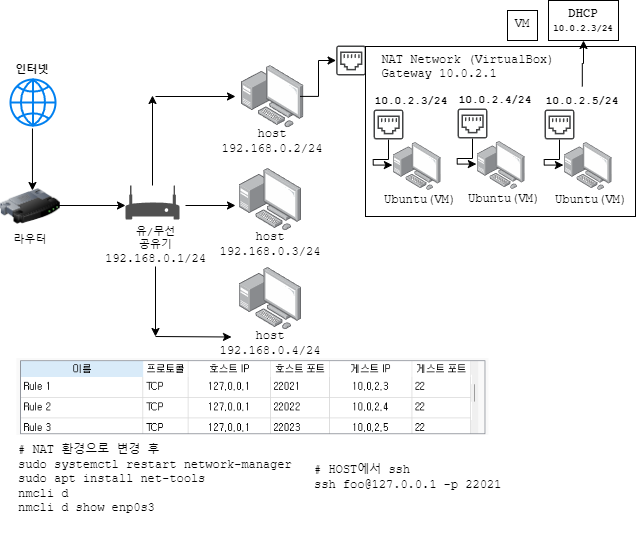 VM
DHCP
10.0.2.3/24
NAT Network (VirtualBox)
Gateway 10.0.2.1
인터넷
10.0.2.3/24
10.0.2.4/24
10.0.2.5/24
host
192.168.0.2/24
Ubuntu(VM)
Ubuntu(VM)
Ubuntu(VM)
라우터
유/무선
공유기
192.168.0.1/24
host
192.168.0.3/24
host
192.168.0.4/24
이름 프로토콜 호스트 IP 호스트 포트 게스트 IP 게스트 포트
Rule 1 TCP 127.0.0.1 22021 10.0.2.3 22
Rule 2 TCP 127.0.0.1 22022 10.0.2.4 22
Rule 3 TCP 127.0.0.1 22023 10.0.2.5 22
# NAT 환경으로 변경 후
sudo systemctl restart network-manager
sudo apt install net-tools
nmcli d
nmcli d show enp0s3
# HOST에서 ssh
ssh foo@127.0.0.1 -p 22021